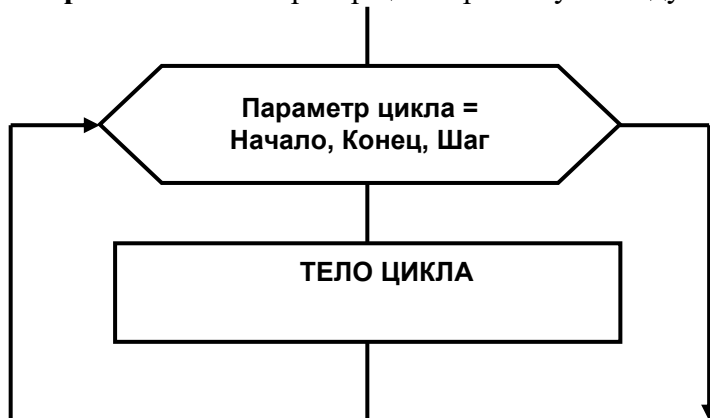 Параметр цикла =
Начало, Конец, Шаг
ТЕЛО ЦИКЛА